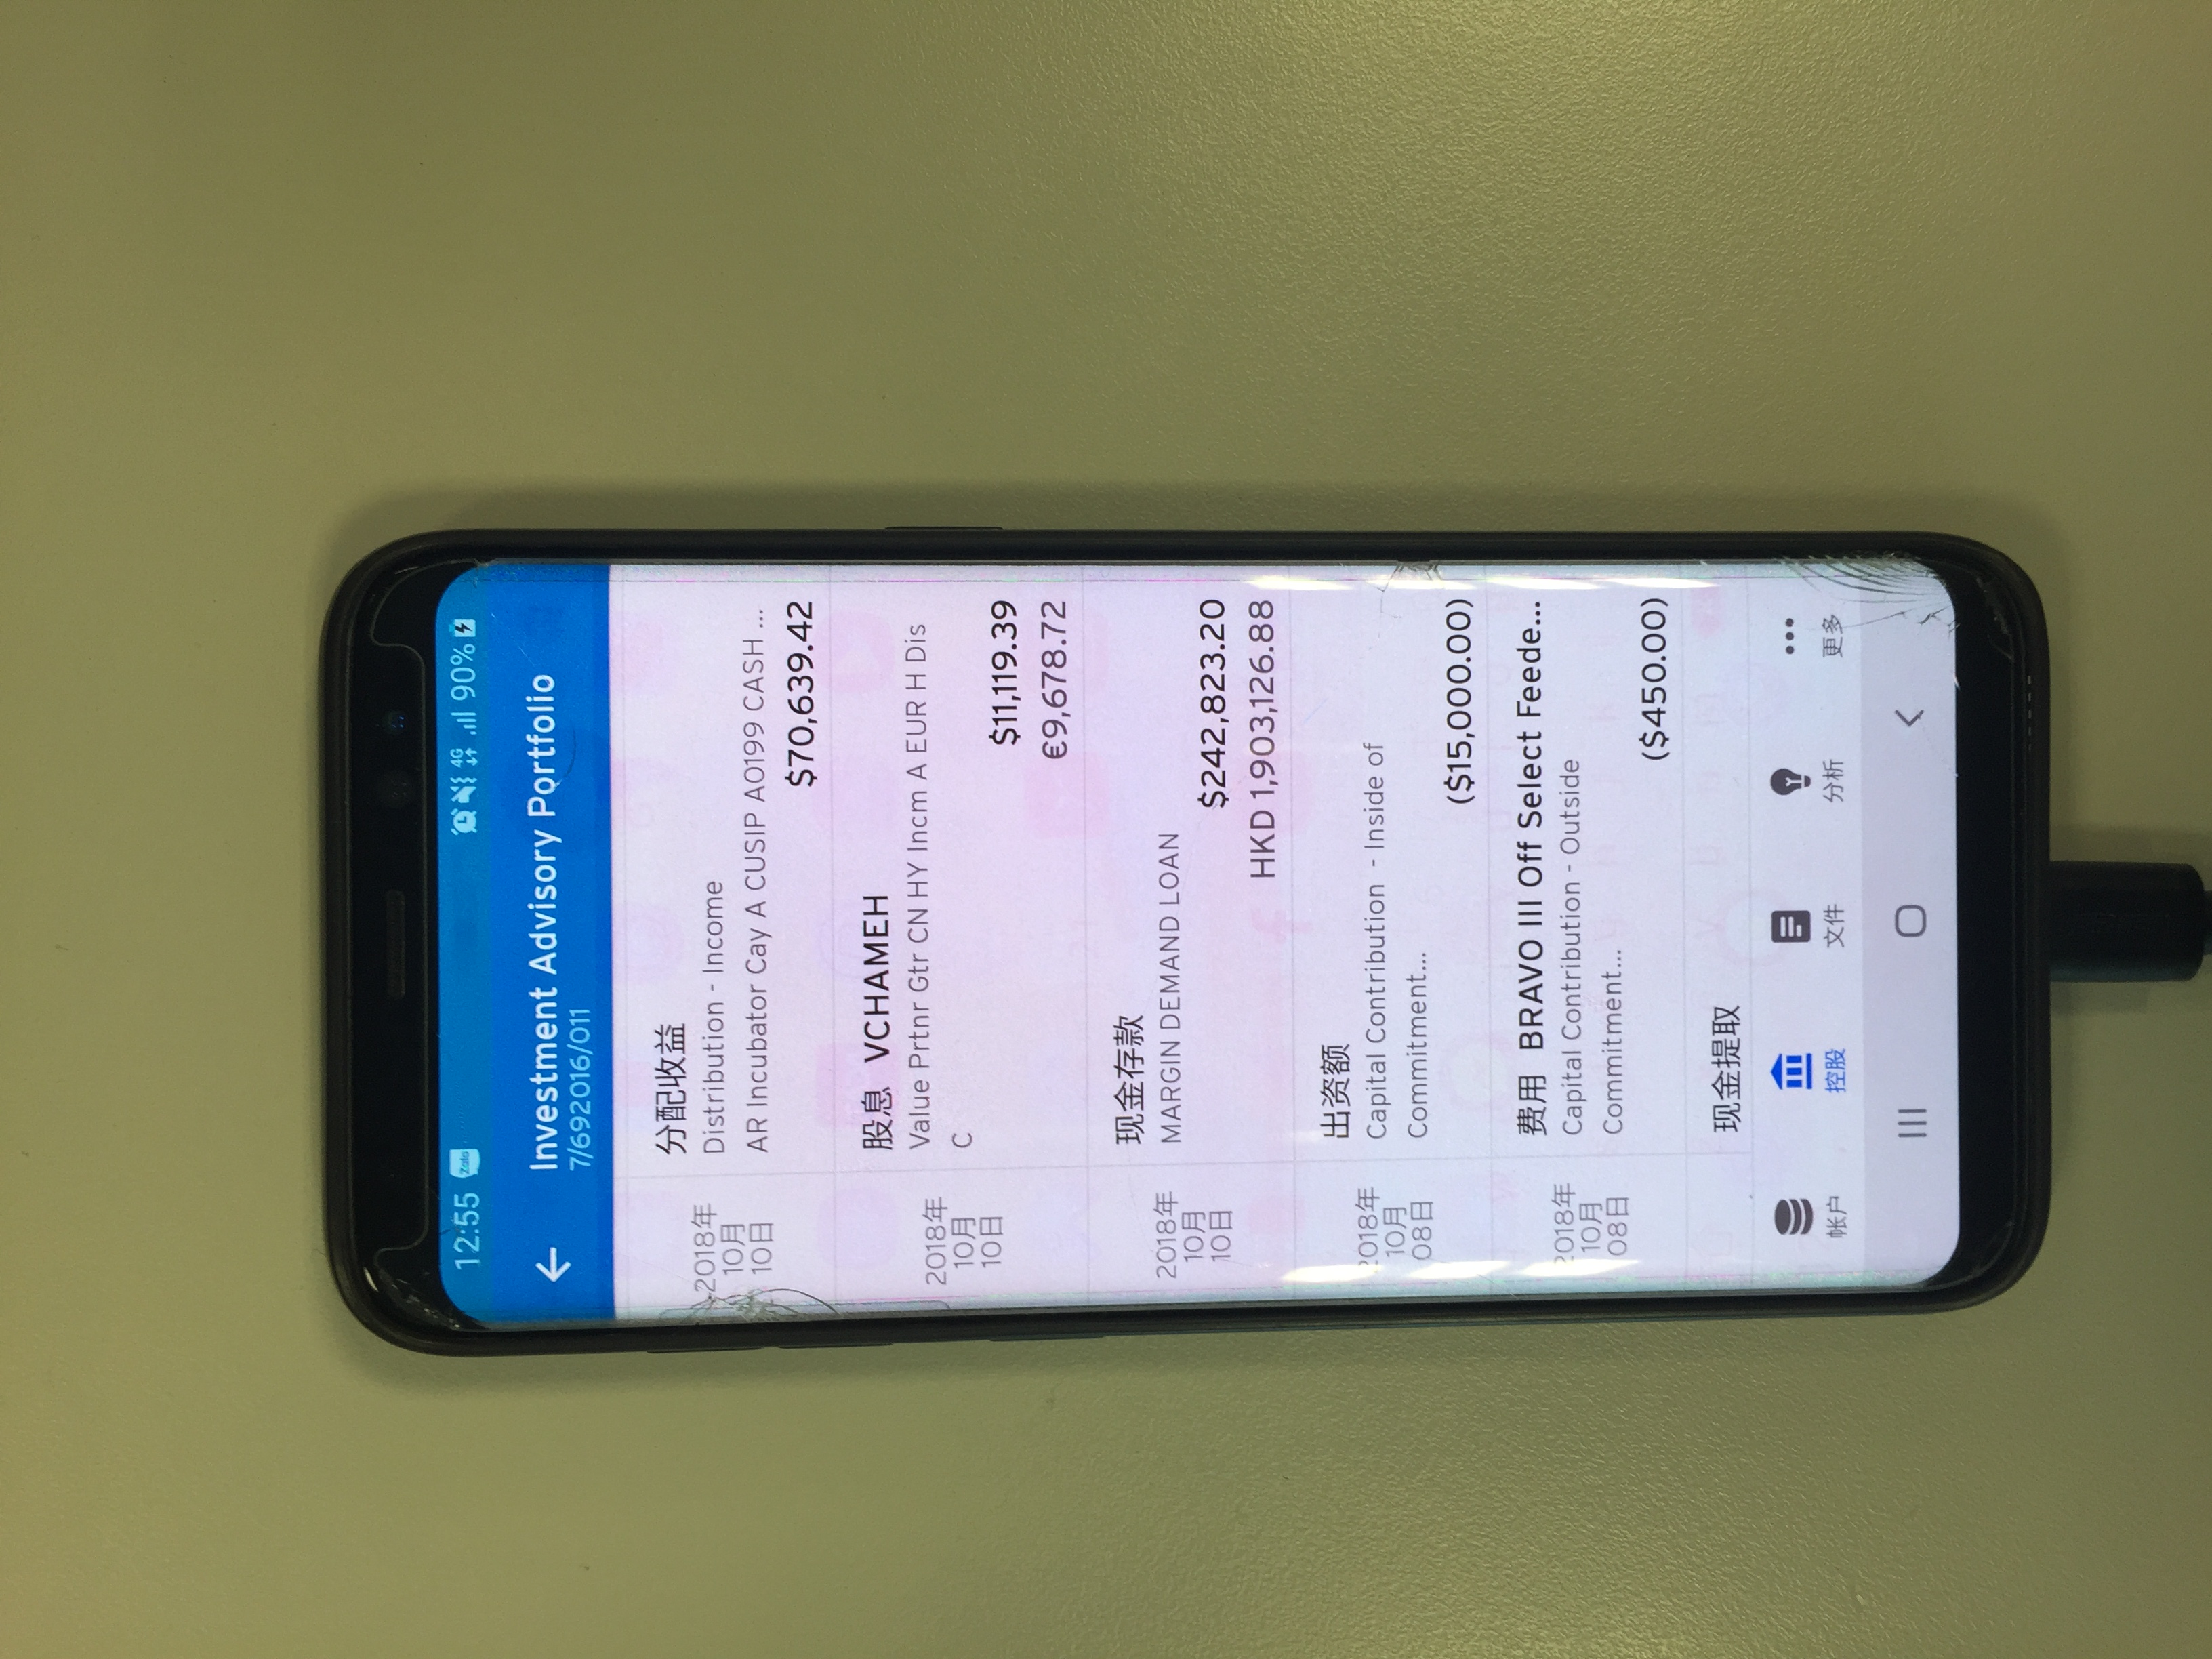 12:55 Zalo 4G 90%
Investment Advisory Portfolio
7/692016/011
分配收益
2018年
10月
10日
Distribution - Income
AR Incubator Cay A CUSIP A0199 CASH ...
$70,639.42
股息 VCHAMEH
2018年
10月
10日
Value Prtnr Gtr CN HY Incm A EUR H Dis
C
$11,119.39
€9,678.72
现金存款
2018年
10月
10日
MARGIN DEMAND LOAN
$242,823.20
HKD 1,903,126.88
出资额
2018年
10月
08日
Capital Contribution - Inside of
Commitment...
($15,000.00)
费用 BRAVO III Off Select Feede...
2018年
10月
08日
Capital Contribution - Outside
Commitment...
($450.00)
现金提取
帐户 控股 文件 分析 更多